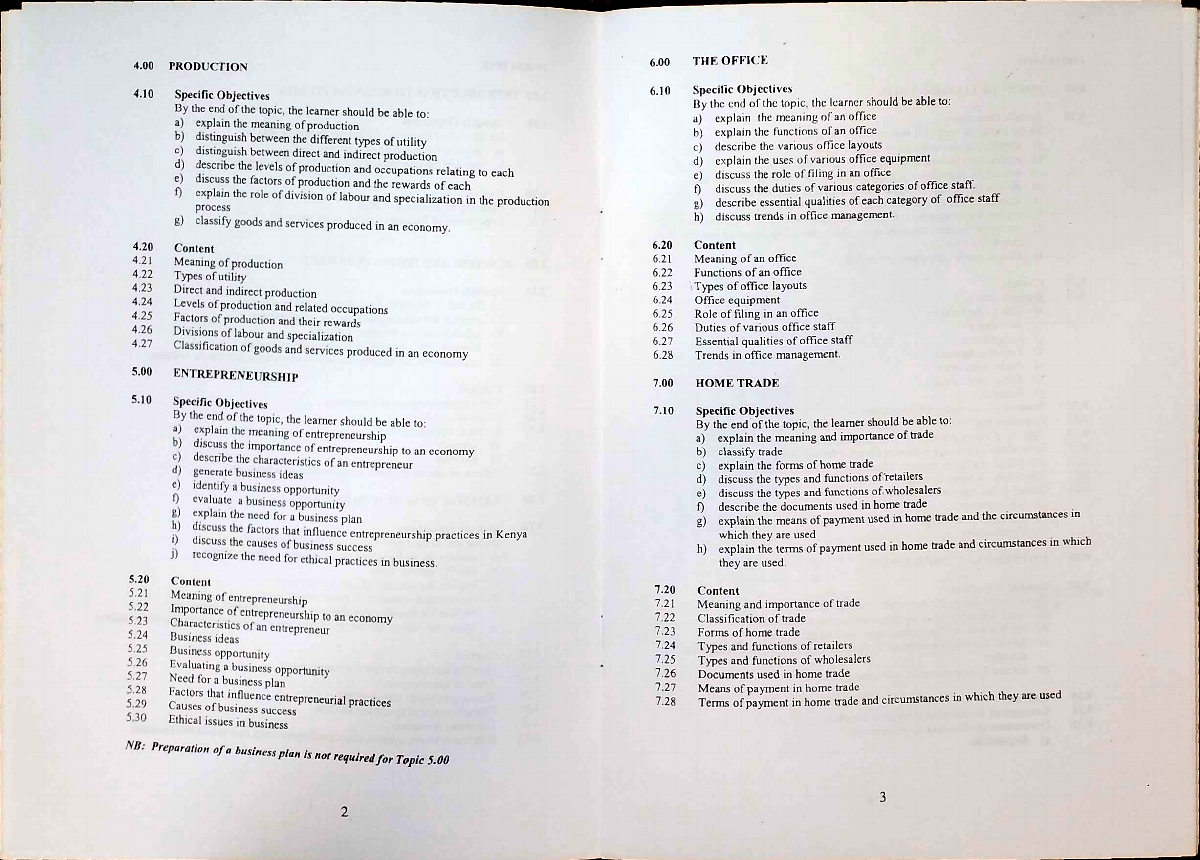 4.00 PRODUCTION
4.10 Specific Objectives
By the end of the topic, the learner should be able to:
a) explain the meaning of production
b) distinguish between the different types of utility
c) distinguish between direct and indirect production
d) describe the levels of production and occupations relating to each
e) discuss the factors of production and the rewards of each
f) explain the role of division of labour and specialization in the production
process
g) classify goods and services produced in an economy.
4.20 Content
4.21 Meaning of production
4.22 Types of utility
4.23 Direct and indirect production
4.24 Levels of production and related occupations
4.25 Factors of production and their rewards
4.26 Divisions of labour and specialization
4.27 Classification of goods and services produced in an economy
5.00 ENTREPRENEURSHIP
5.10 Specific Objectives
By the end of the topic, the learner should be able to:
a) explain the meaning of entrepreneurship
b) discuss the importance of entrepreneurship to an economy
c) describe the characteristics of an entrepreneur
d) generate business ideas
e) identify a business opportunity
f) evaluate a business opportunity
g) explain the need for a business plan
h) discuss the factors that influence entrepreneurship practices in Kenya
i) discuss the causes of business success
j) recognize the need for ethical practices in business.
5.20 Content
5.21 Meaning of entrepreneurship
5.22 Importance of entrepreneurship to an economy
5.23 Characteristics of an entrepreneur
5.24 Business ideas
5.25 Business opportunity
5.26 Evaluating a business opportunity
5.27 Need for a business plan
5.28 Factors that influence entrepreneurial practices
5.29 Causes of business success
5.30 Ethical issues in business
NB: Preparation of a business plan is not required for Topic 5.00
2
6.00 THE OFFICE
6.10 Specific Objectives
By the end of the topic, the learner should be able to:
a) explain the meaning of an office
b) explain the functions of an office
c) describe the various office layouts
d) explain the uses of various office equipment
e) discuss the role of filing in an office
f) discuss the duties of various categories of office staff.
g) describe essential qualities of each category of office staff
h) discuss trends in office management.
6.20 Content
6.21 Meaning of an office
6.22 Functions of an office
6.23 Types of office layouts
6.24 Office equipment
6.25 Role of filing in an office
6.26 Duties of various office staff
6.27 Essential qualities of office staff
6.28 Trends in office management.
7.00 HOME TRADE
7.10 Specific Objectives
By the end of the topic, the learner should be able to:
a) explain the meaning and importance of trade
b) classify trade
c) explain the forms of home trade
d) discuss the types and functions of retailers
e) discuss the types and functions of wholesalers
f) describe the documents used in home trade
g) explain the means of payment used in home trade and the circumstances in
which they are used
h) explain the terms of payment used in home trade and circumstances in which
they are used.
7.20 Content
7.21 Meaning and importance of trade
7.22 Classification of trade
7.23 Forms of home trade
7.24 Types and functions of retailers
7.25 Types and functions of wholesalers
7.26 Documents used in home trade
7.27 Means of payment in home trade
7.28 Terms of payment in home trade and circumstances in which they are used
3